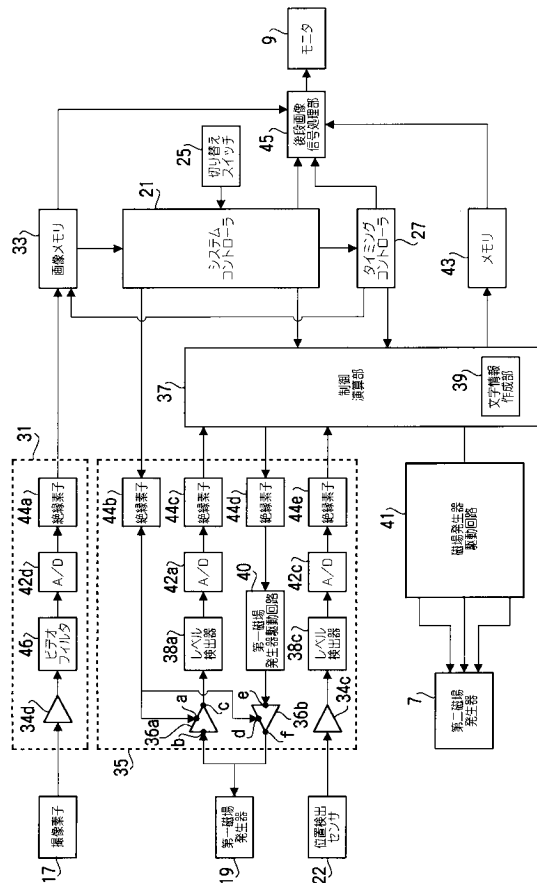 撮像素子
17
34d
ビデオ
フィルタ
46
A/D
42d
絶縁素子
44a
31
画像メモリ
33
システム
コントローラ
21
切り替え
スイッチ
25
後段画像
信号処理部
45
モニタ
9
タイミング
コントローラ
27
メモリ
43
制御
演算部
37
文字情報
作成部
39
絶縁素子
44b
絶縁素子
44c
絶縁素子
44d
絶縁素子
44e
A/D
42a
レベル
検出器
38a
36a
a
b
c
第一磁場
発生器駆動回路
40
36b
d
e
f
A/D
42c
レベル
検出器
38c
34c
35
第一磁場
発生器
19
位置検出
センサ
22
磁場発生器
駆動回路
41
第二磁場
発生器
7